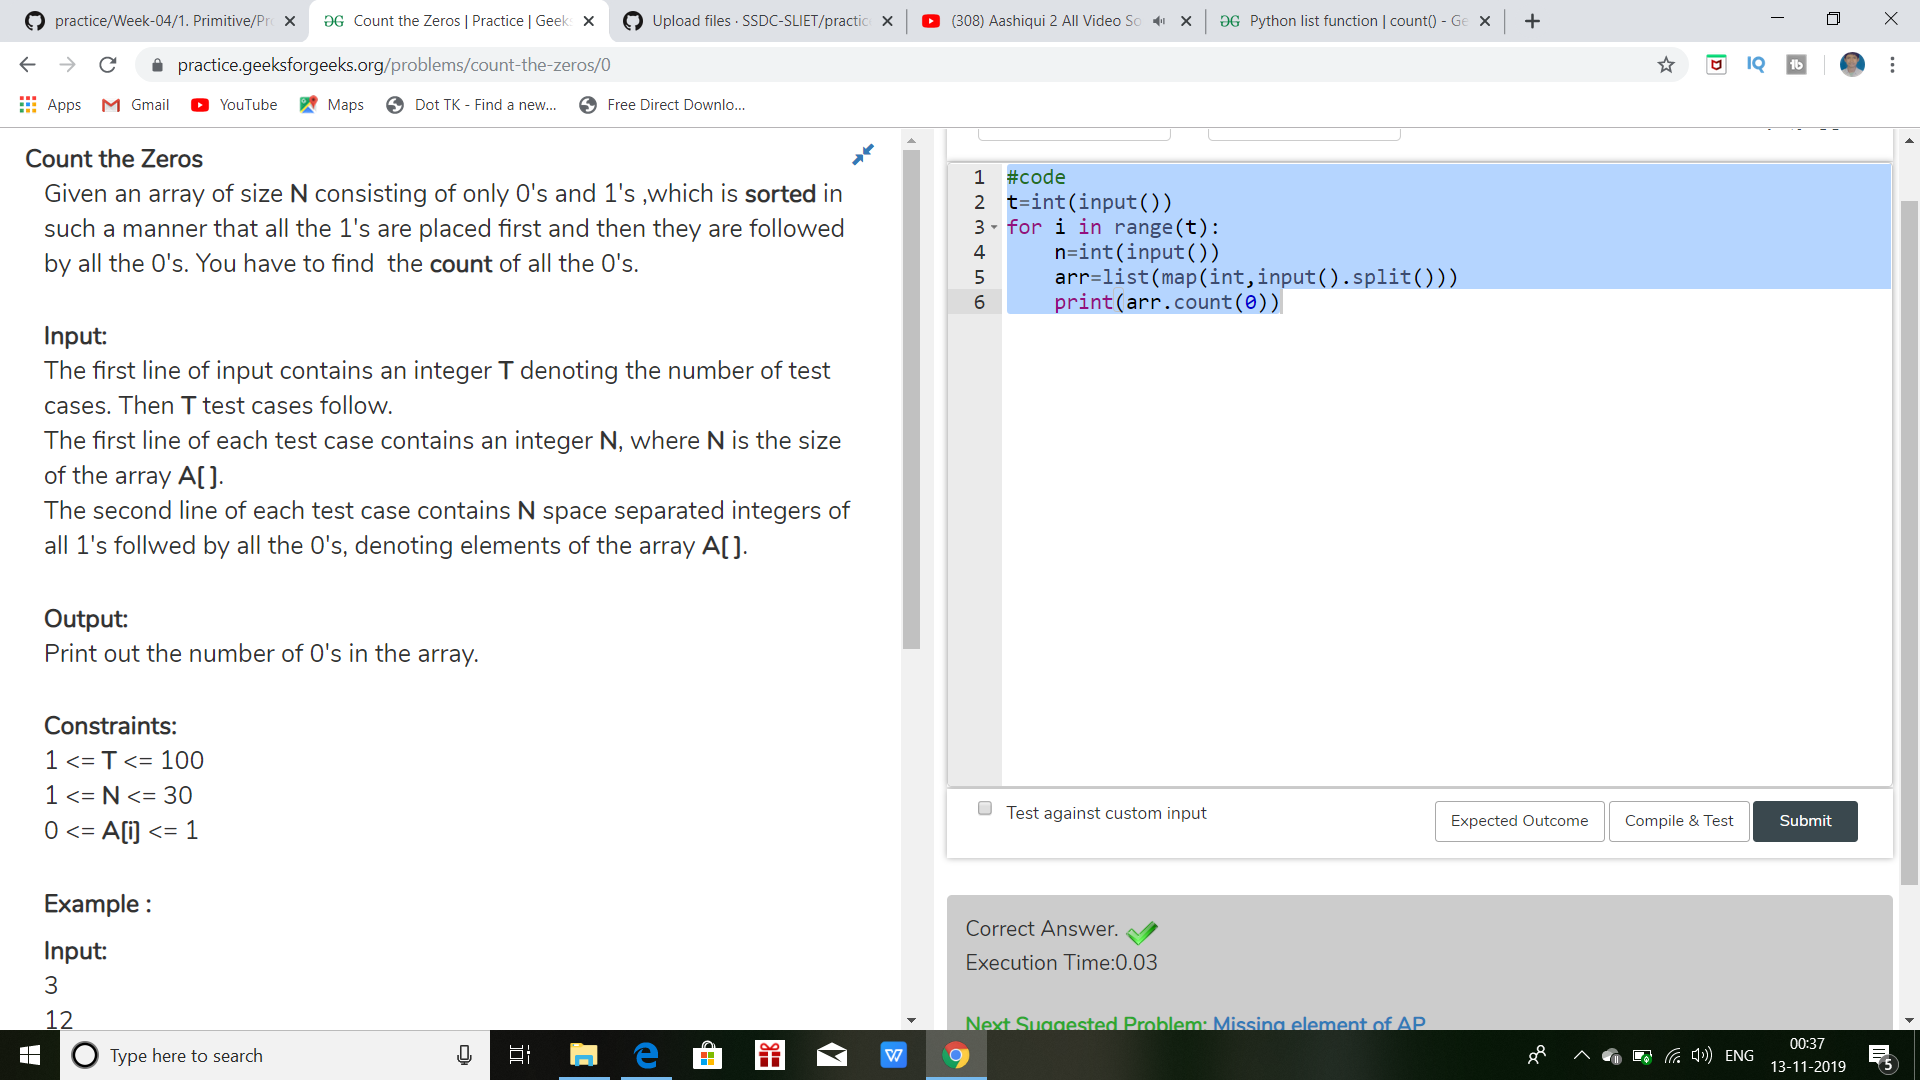 practice/Week-04/1. Primitive/Pr
Count the Zeros | Practice | Geek
Upload files · SSDC-SLIET/practic
(308) Aashiqui 2 All Video So
Python list function | count() - Ge
practice.geeksforgeeks.org/problems/count-the-zeros/0
IQ
Apps
Gmail
YouTube
Maps
Dot TK - Find a new...
Free Direct Downlo...
Count the Zeros
Given an array of size N consisting of only 0's and 1's ,which is sorted in
such a manner that all the 1's are placed first and then they are followed
by all the 0's. You have to find the count of all the 0's.
Input:
The first line of input contains an integer T denoting the number of test
cases. Then T test cases follow.
The first line of each test case contains an integer N, where N is the size
of the array A[ ].
The second line of each test case contains N space separated integers of
all 1's follwed by all the 0's, denoting elements of the array A[ ].
Output:
Print out the number of 0's in the array.
Constraints:
1 <= T <= 100
1 <= N <= 30
0 <= A[i] <= 1
Example :
Input:
3
12
1 #code
2 t=int(input())
3 for i in range(t):
4 n=int(input())
5 arr=list(map(int,input().split()))
6 print(arr.count(0))
Test against custom input
Expected Outcome
Compile & Test
Submit
Correct Answer.
Execution Time:0.03
Next Suggested Problem: Missing element of AP
Type here to search
W
ENG
00:37
13-11-2019
5